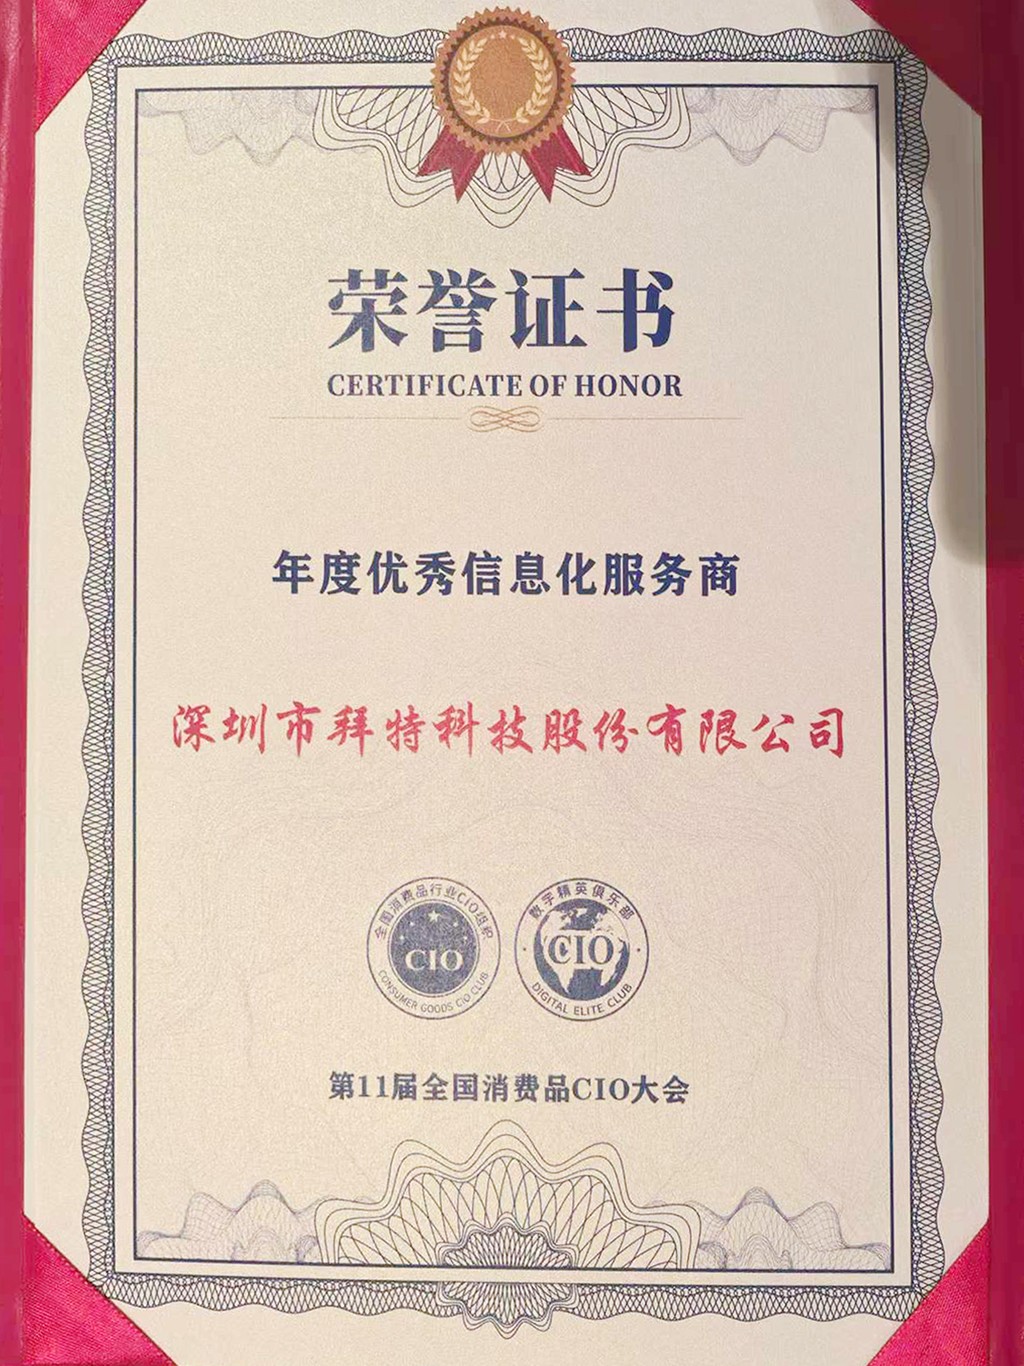 荣誉证书
CERTIFICATE OF HONOR
年度优秀信息化服务商
深圳市拜特科技股份有限公司
全国消费品行业CIO组织
CIO
CONSUMER GOODS CIO CLUB
数字精英俱乐部
CIO
DIGITAL ELITE CLUB
第11届全国消费品CIO大会